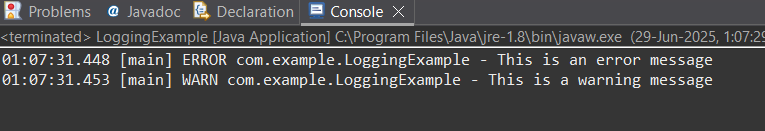 Problems Javadoc Declaration Console
<terminated> LoggingExample [Java Application] C:\Program Files\Java\jre-1.8\bin\javaw.exe (29-Jun-2025, 1:07:29
01:07:31.448 [main] ERROR com.example.LoggingExample - This is an error message
01:07:31.453 [main] WARN com.example.LoggingExample - This is a warning message